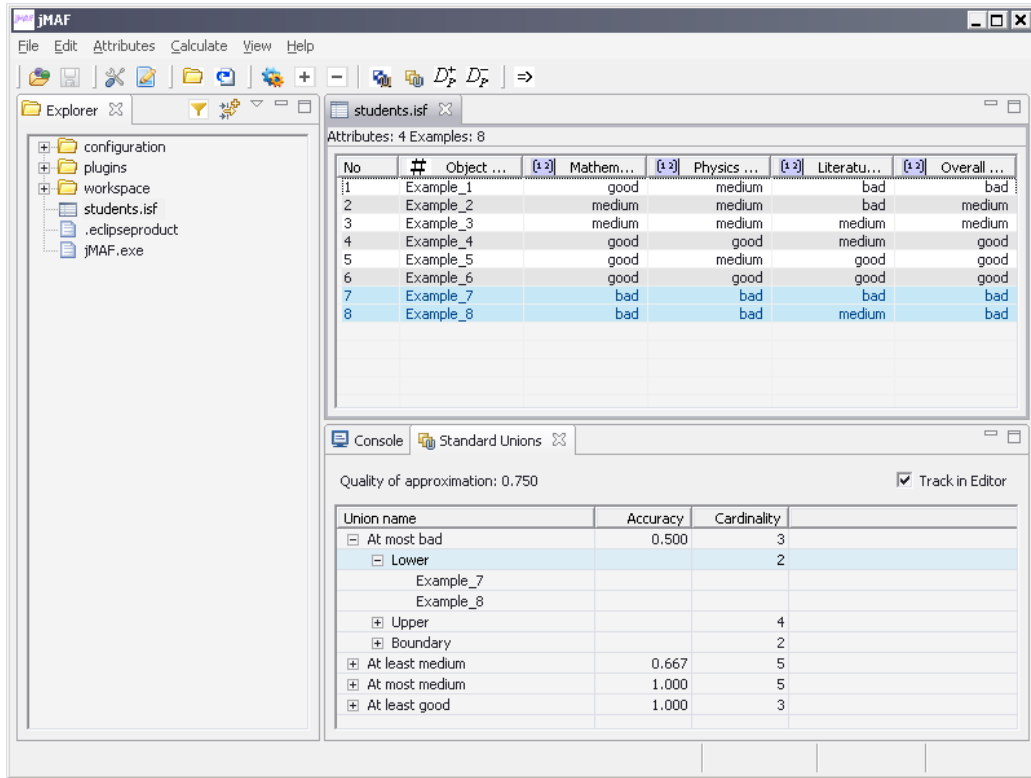 jMAF
File Edit Attributes Calculate View Help
Explorer
configuration
plugins
workspace
students.isf
.eclipseproduct
jMAF.exe
students.isf
Attributes: 4 Examples: 8
No Object ... Mathem... Physics ... Literatu... Overall ...
1 Example_1 good medium bad bad
2 Example_2 medium medium bad medium
3 Example_3 medium medium medium medium
4 Example_4 good good medium good
5 Example_5 good medium good good
6 Example_6 good good good good
7 Example_7 bad bad bad bad
8 Example_8 bad bad medium bad
Console Standard Unions
Quality of approximation: 0.750 Track in Editor
Union name Accuracy Cardinality
At most bad 0.500 3
Lower 2
Example_7
Example_8
Upper 4
Boundary 2
At least medium 0.667 5
At most medium 1.000 5
At least good 1.000 3